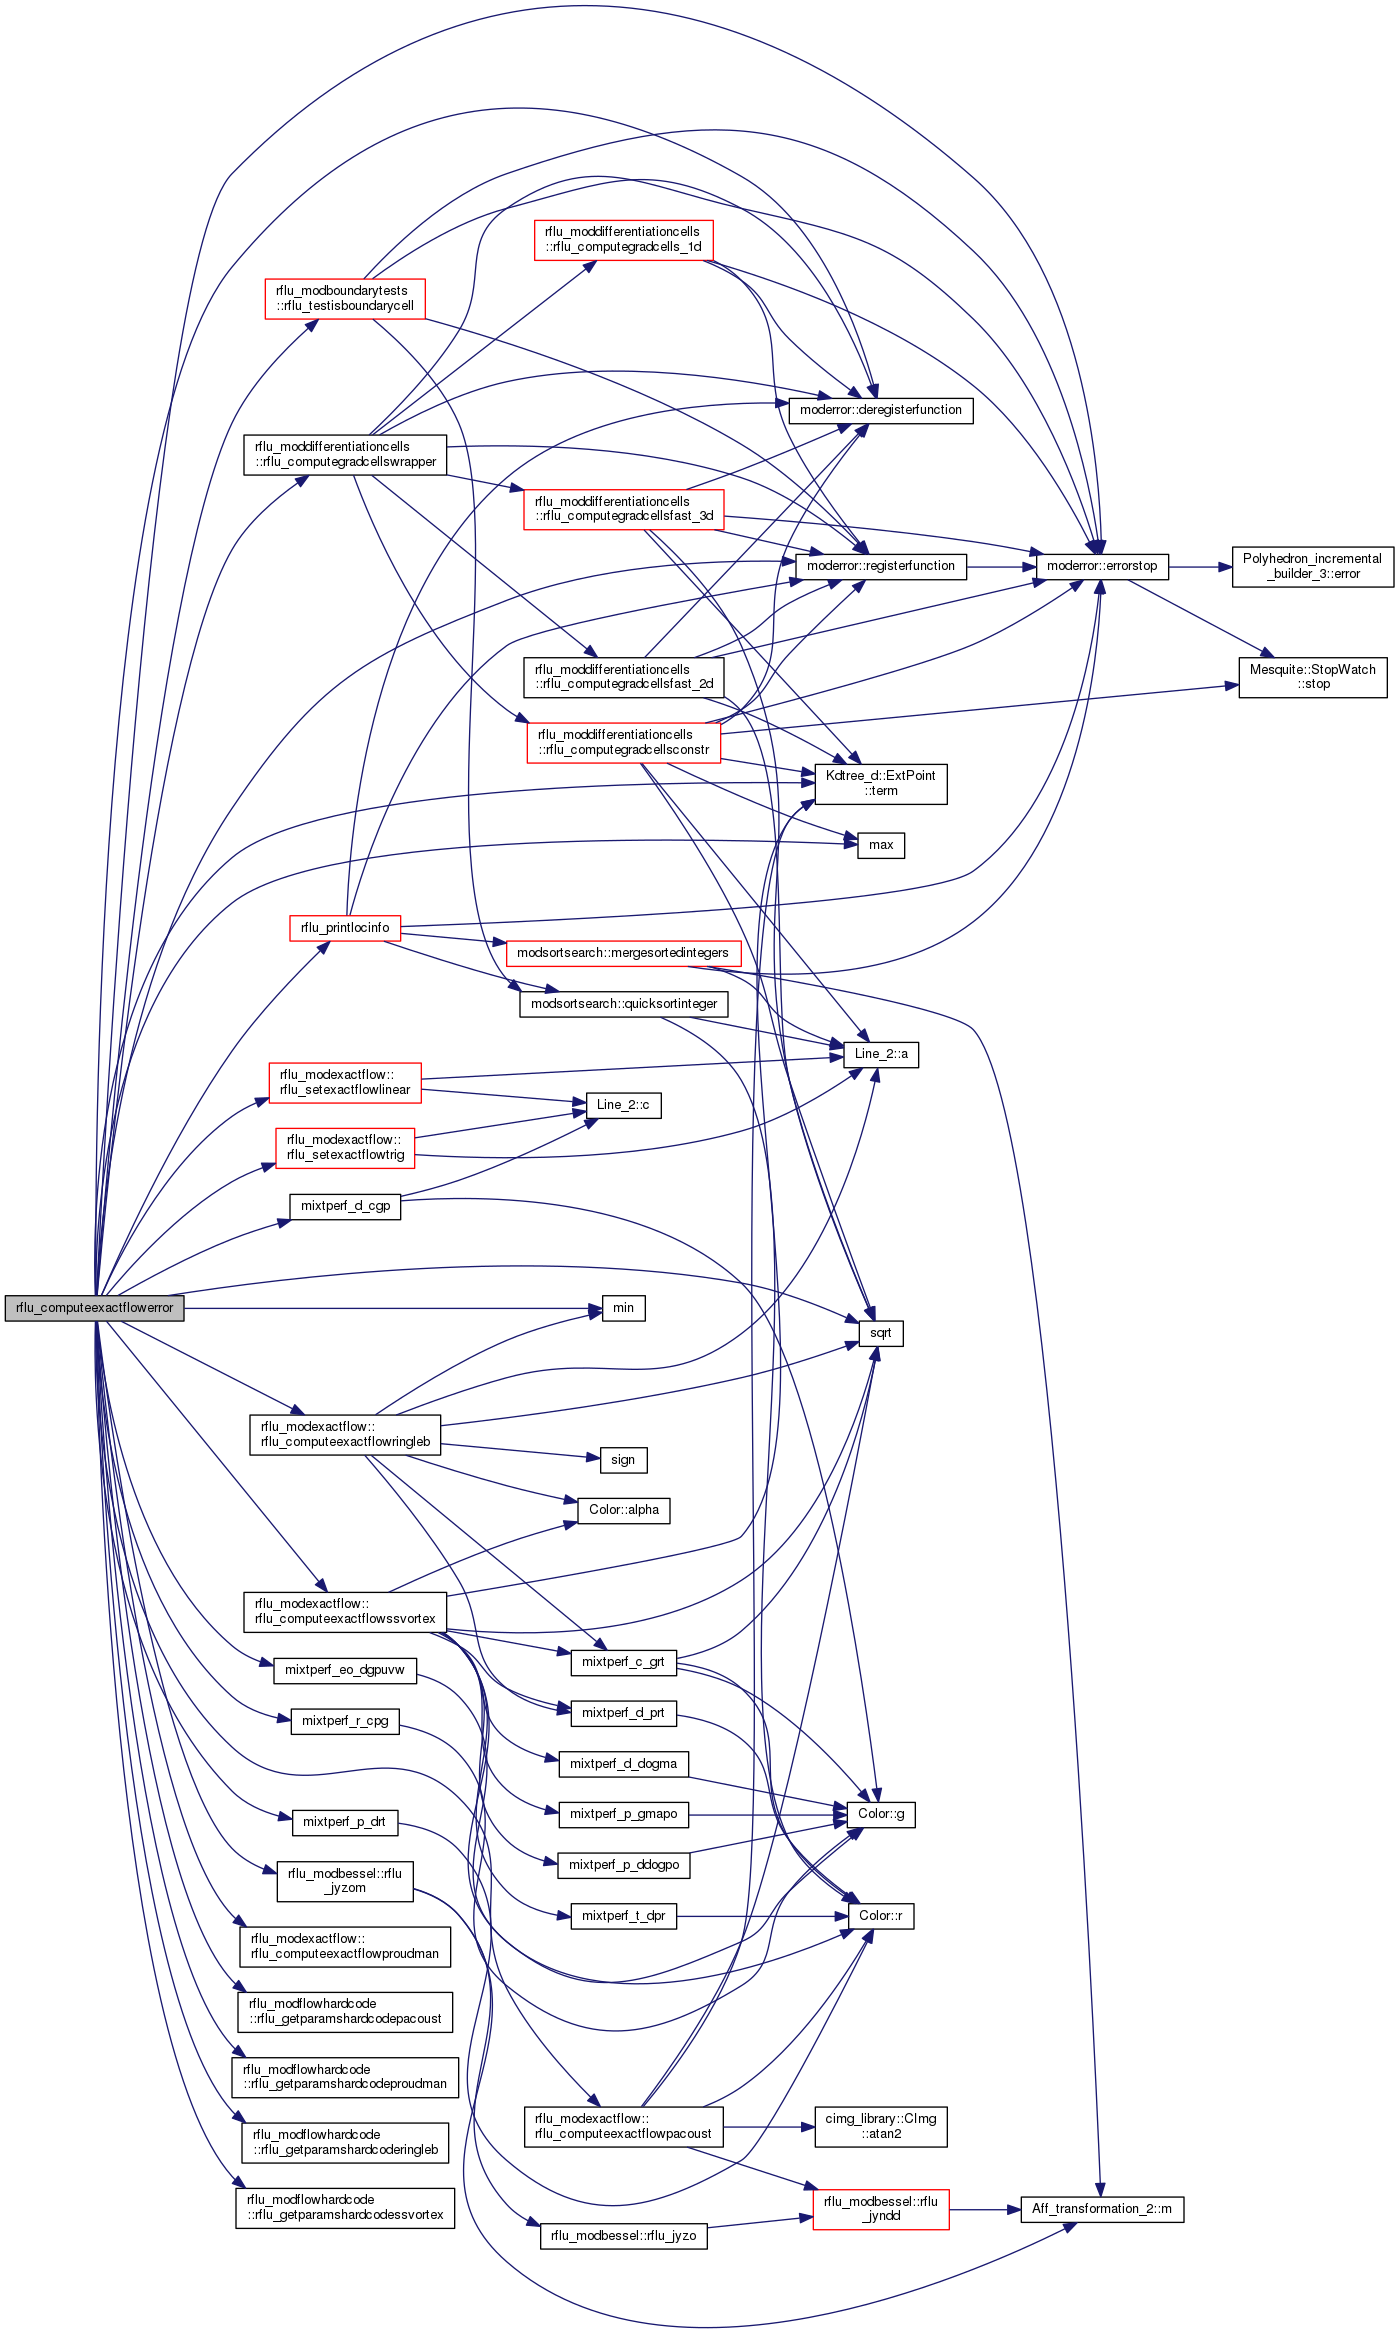 rflu_moddifferentiationcells
::rflu_computegradcells_1d
rflu_modboundarytests
::rflu_testisboundarycell
moderror::deregisterfunction
rflu_moddifferentiationcells
::rflu_computegradcellswrapper
rflu_moddifferentiationcells
::rflu_computegradcellsfast_3d
moderror::registerfunction
moderror::errorstop
Polyhedron_incremental
_builder_3::error
rflu_moddifferentiationcells
::rflu_computegradcellsfast_2d
Mesquite::StopWatch
::stop
rflu_moddifferentiationcells
::rflu_computegradcellsconstr
Kdtree_d::ExtPoint
::term
max
rflu_printlocinfo
modsortsearch::mergesortedintegers
modsortsearch::quicksortinteger
Line_2::a
rflu_modexactflow::
rflu_setexactflowlinear
Line_2::c
rflu_modexactflow::
rflu_setexactflowtrig
mixtperf_d_cgp
rflu_computeexactflowerror
min
sqrt
rflu_modexactflow::
rflu_computeexactflowringleb
sign
Color::alpha
rflu_modexactflow::
rflu_computeexactflowssvortex
mixtperf_c_grt
mixtperf_eo_dgpuvw
mixtperf_d_prt
mixtperf_r_cpg
mixtperf_d_dogma
mixtperf_p_gmapo
Color::g
mixtperf_p_drt
mixtperf_p_ddogpo
rflu_modbessel::rflu
_jyzom
mixtperf_t_dpr
Color::r
rflu_modexactflow::
rflu_computeexactflowproudman
rflu_modflowhardcode
::rflu_getparamshardcodepacoust
rflu_modflowhardcode
::rflu_getparamshardcodeproudman
rflu_modexactflow::
rflu_computeexactflowpacoust
cimg_library::CImg
::atan2
rflu_modflowhardcode
::rflu_getparamshardcoderingleb
rflu_modflowhardcode
::rflu_getparamshardcodessvortex
rflu_modbessel::rflu
_jyndd
Aff_transformation_2::m
rflu_modbessel::rflu_jyzo